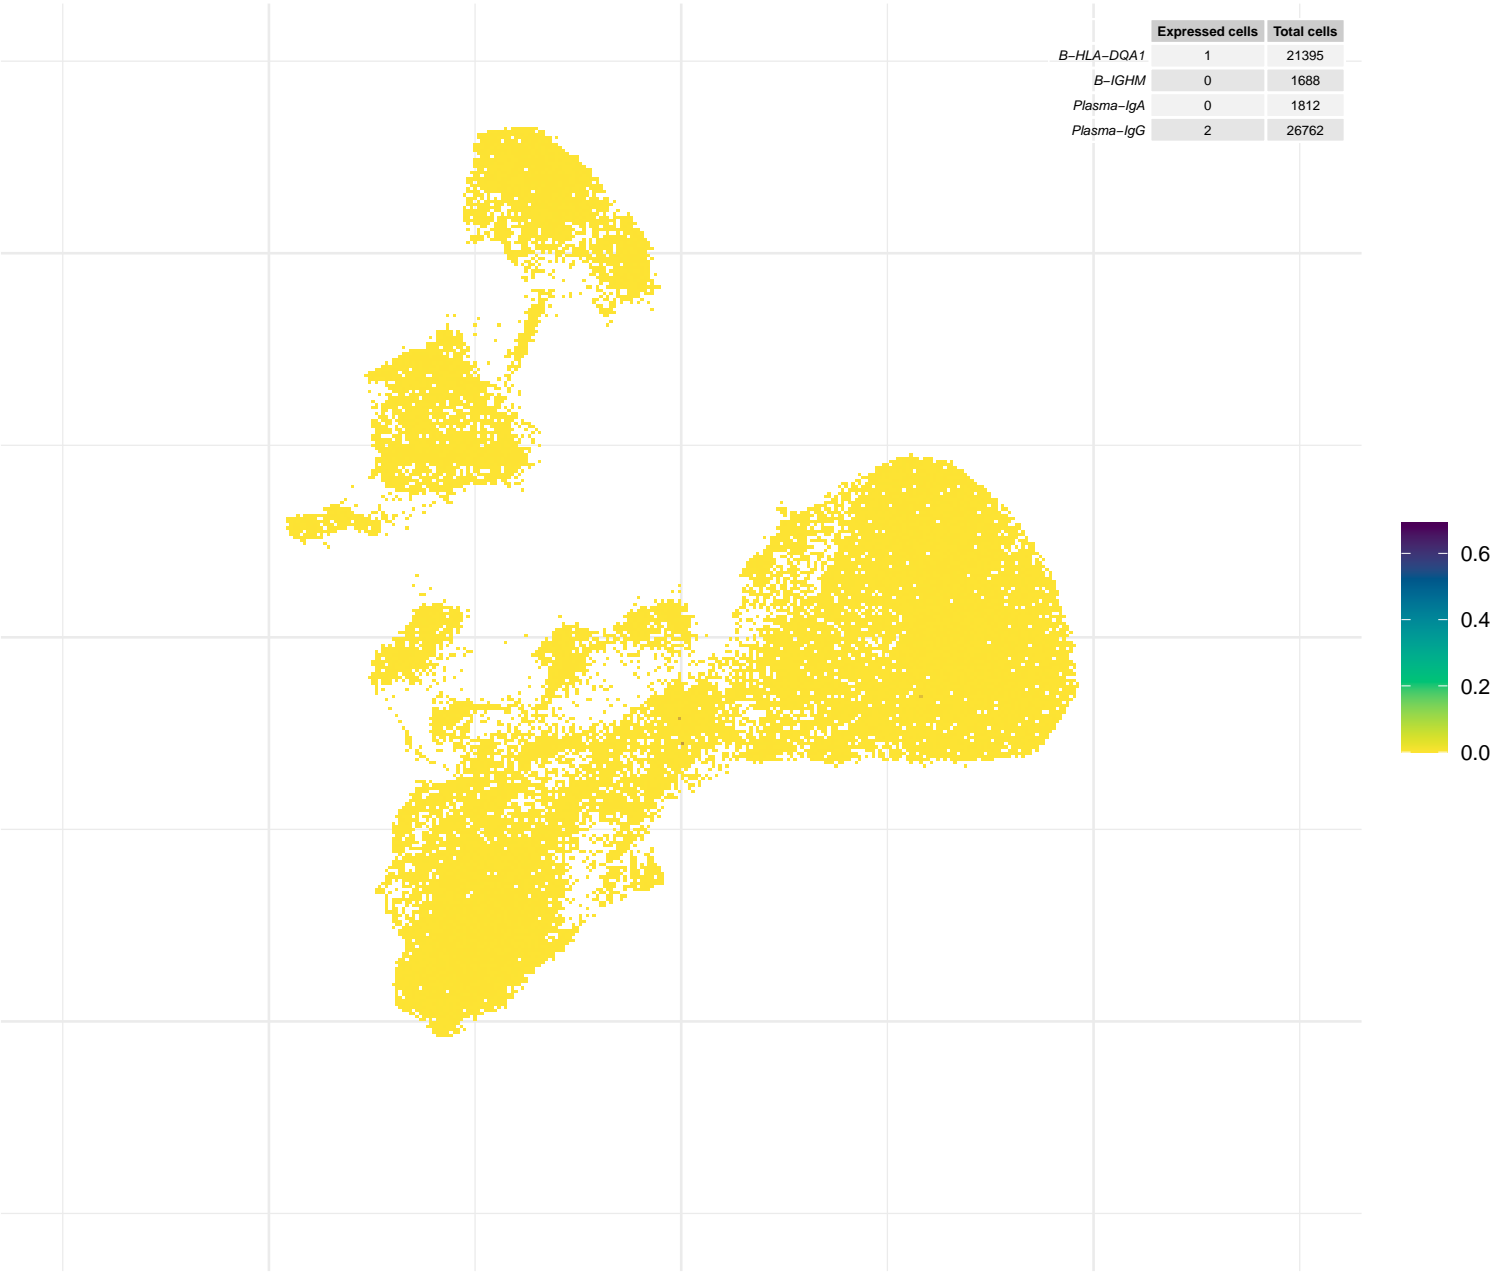 Expressed cells Total cells
B-HLA-DQA1 1 21395
B-IGHM 0 1688
Plasma-IgA 0 1812
Plasma-IgG 2 26762
0.6
0.4
0.2
0.0